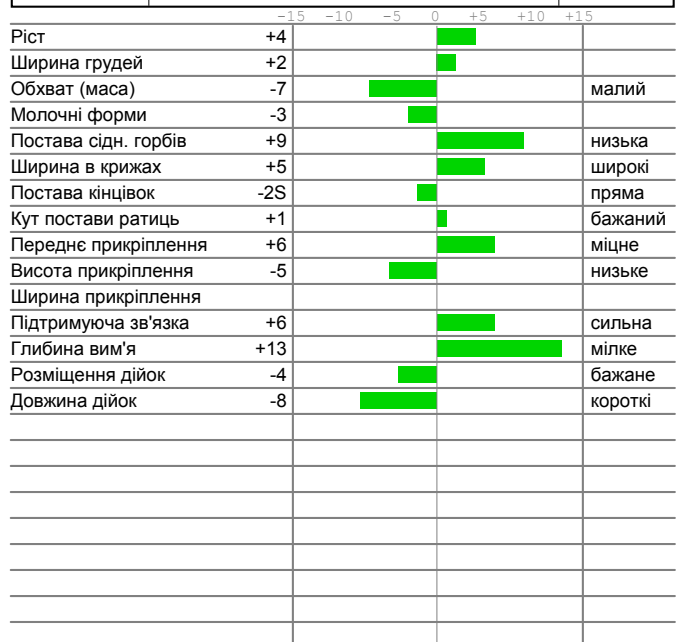 -15 -10 -5 0 +5 +10 +15
Ріст +4
Ширина грудей +2
Обхват (маса) -7 малий
Молочні форми -3
Постава сідн. горбів +9 низька
Ширина в крижах +5 широкі
Постава кінцівок -2S пряма
Кут постави ратиць +1 бажаний
Переднє прикріплення +6 міцне
Висота прикріплення -5 низьке
Ширина прикріплення
Підтримуюча зв'язка +6 сильна
Глибина вим'я +13 мілке
Розміщення дійок -4 бажане
Довжина дійок -8 короткі